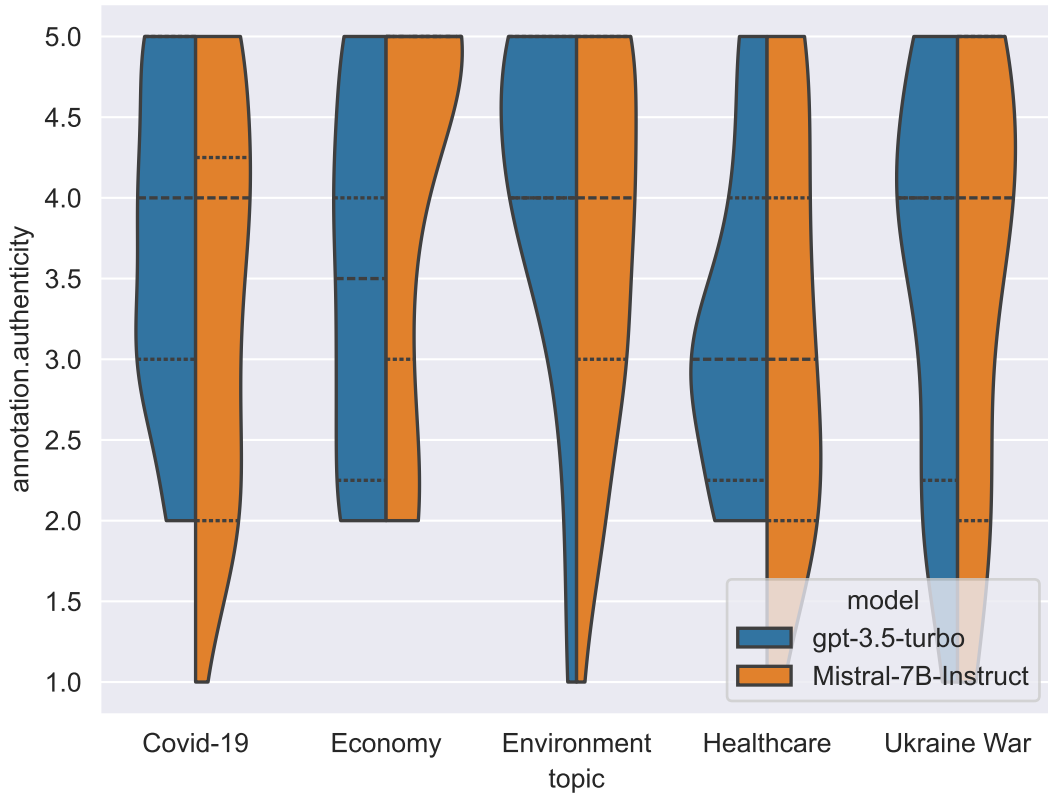 5.0
4.5
4.0
3.5
3.0
2.5
2.0
1.5
1.0
annotation.authenticity
model
gpt-3.5-turbo
Mistral-7B-Instruct
Covid-19 Economy Environment Healthcare Ukraine War
topic